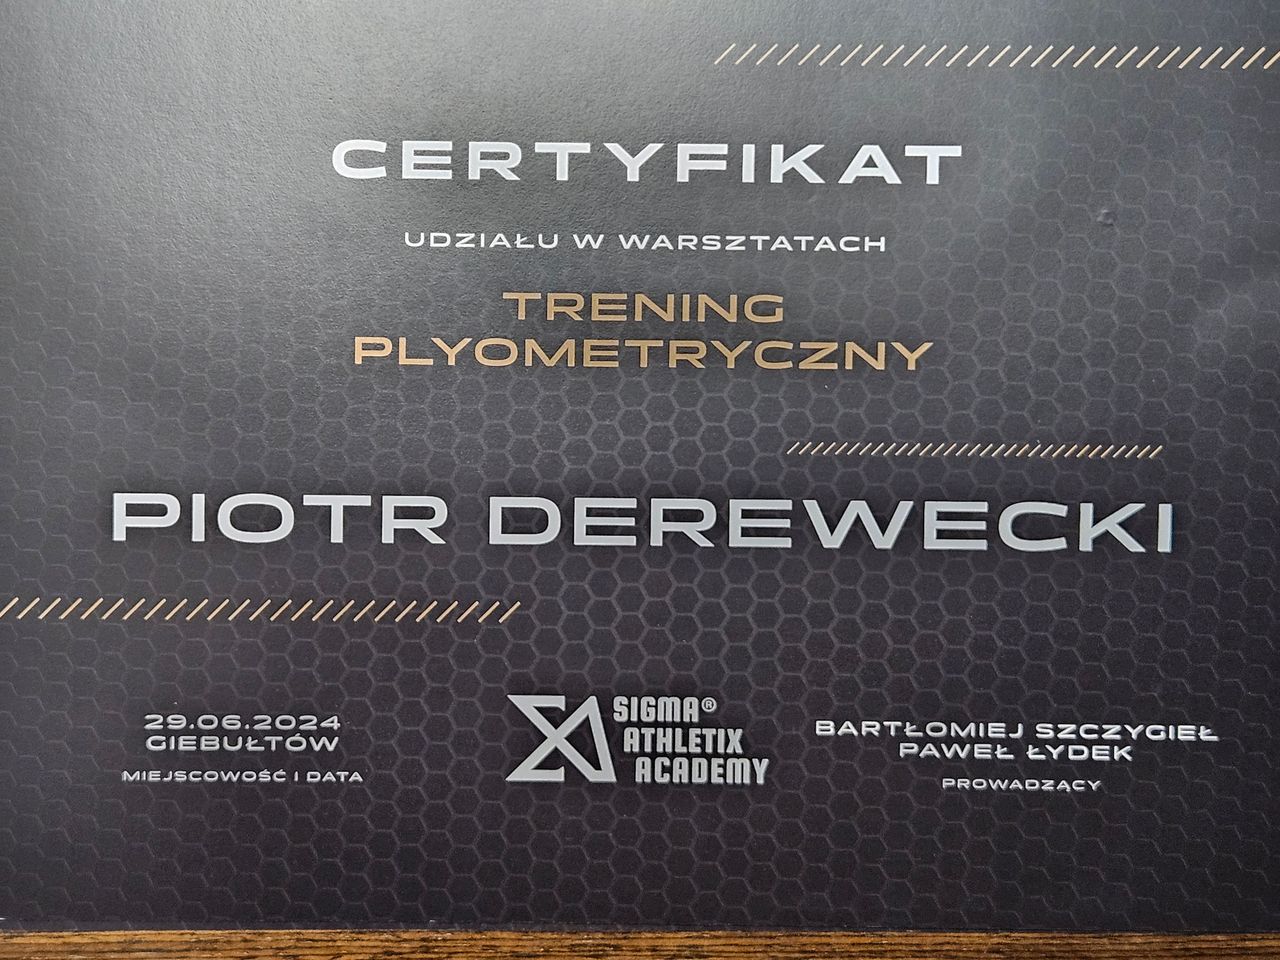 CERTYFIKAT
UDZIAŁU W WARSZTATACH
TRENING
PLYOMETRYCZNY
PIOTR DEREWECKI
29.06.2024
GIEBUŁTÓW
MIEJSCOWOŚĆ I DATA
SIGMA®
ATHLETIX
ACADEMY
BARTŁOMIEJ SZCZYGIEŁ
PAWEŁ ŁYDEK
PROWADZĄCY